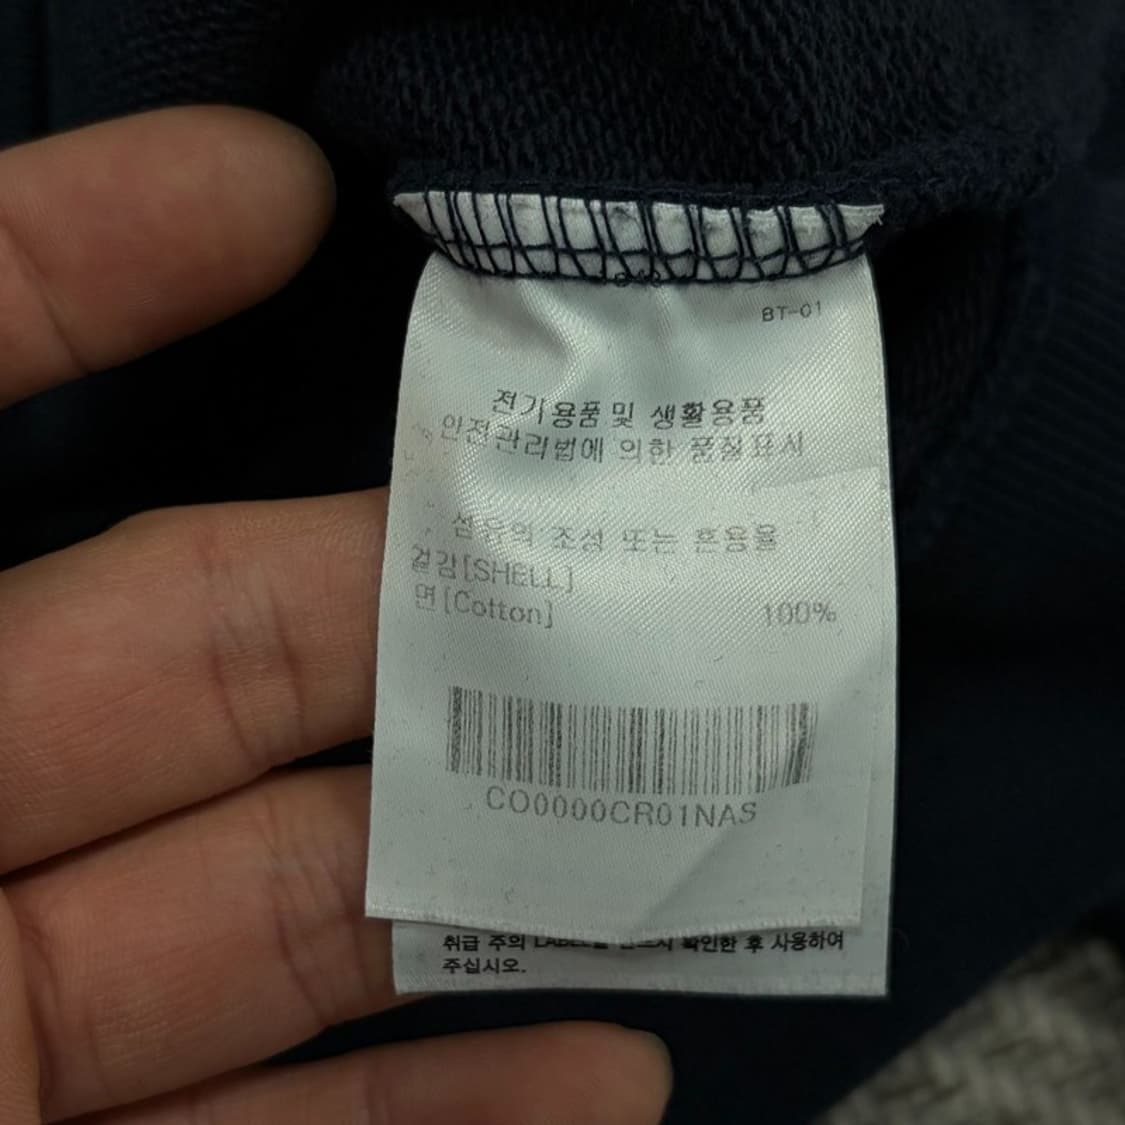 BT-01
전기용품 및 생활용품
안전관리법에 의한 품질표시
섬유의 조성 또는 혼용율
겉감[SHELL]
면[Cotton] 100%
CO0000CR01NAS
취급 주의 LABEL을 반드시 확인한 후 사용하여
주십시오.